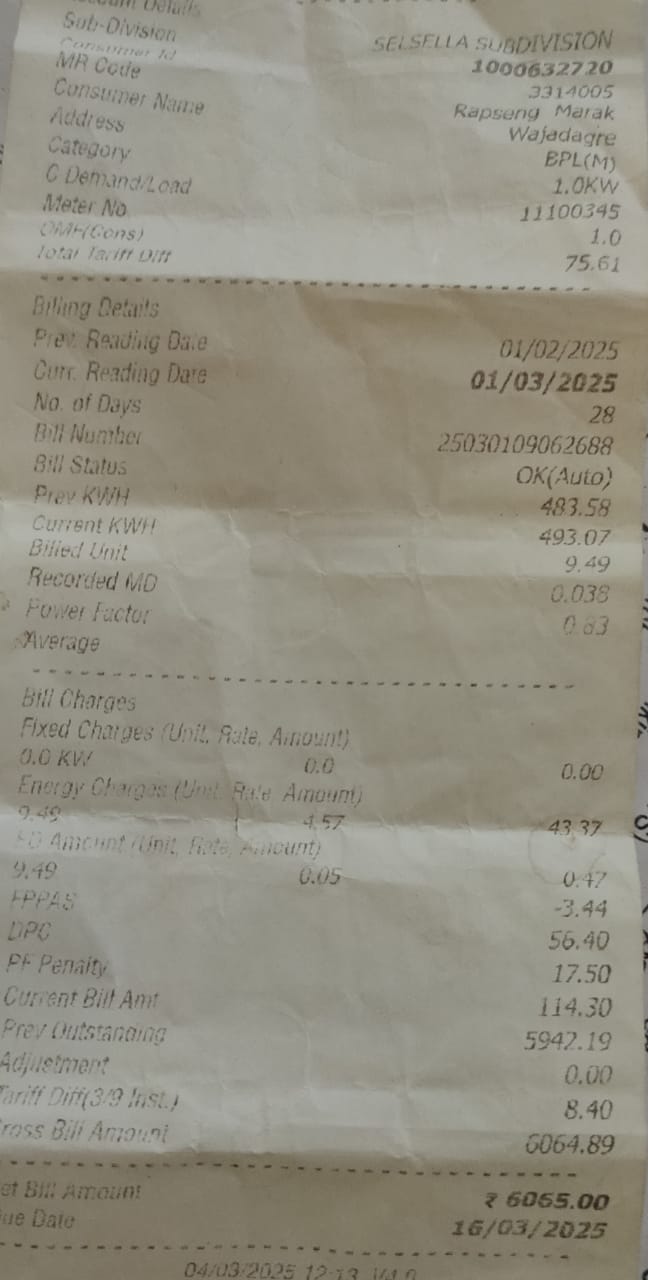 Details
Sub-Division SELSELLA SUBDIVISION
Consumer Id 1000632720
MR Code 3314005
Consumer Name Rapseng Marak
Address Wajadagre
Category BPL(M)
C Demand/Load 1.0KW
Meter No 11100345
OMF(Cons) 1.0
Total Tariff Diff 75.61
Billing Details
Prev. Reading Date 01/02/2025
Curr. Reading Date 01/03/2025
No. of Days 28
Bill Number 25030109062688
Bill Status OK(Auto)
Prev KWH 483.58
Current KWH 493.07
Billed Unit 9.49
Recorded MD 0.038
Power Factor 0.83
Average
Bill Charges
Fixed Charges (Unit, Rate, Amount)
0.0 KW 0.0 0.00
Energy Charges (Unit, Rate, Amount)
9.49 4.57 43.37
ED Amount (Unit, Rate, Amount)
9.49 0.05 0.47
FPPAS -3.44
DPC 56.40
PF Penalty 17.50
Current Bill Amt 114.30
Prev Outstanding 5942.19
Adjustment 0.00
Tariff Diff(3/9 Inst.) 8.40
ross Bill Amount 6064.89
et Bill Amount ₹ 6065.00
ue Date 16/03/2025
04/03/2025 12:13